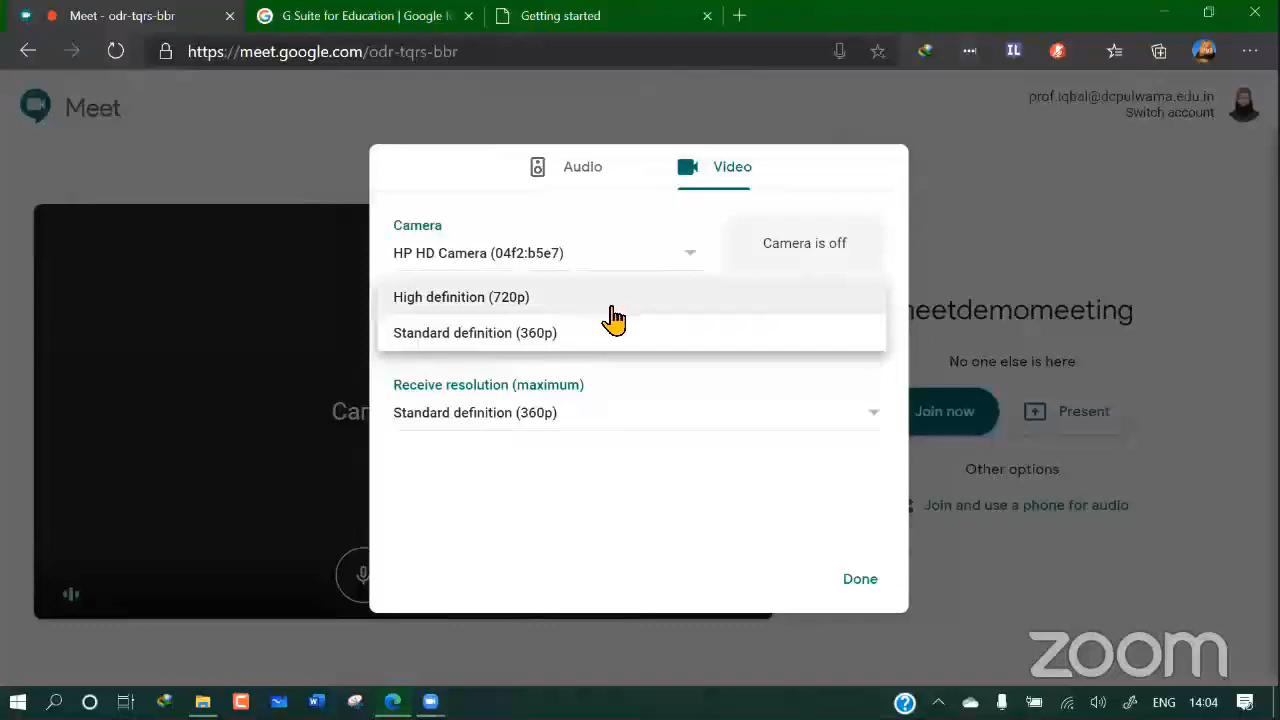 Meet - odr-tqrs-bbr
G Suite for Education | Google
Getting started
https://meet.google.com/odr-tqrs-bbr
IL
Meet
prof.iqbal@dcpulwama.edu.in
Switch account
Audio
Video
Camera
HP HD Camera (04f2:b5e7)
Camera is off
High definition (720p)
Standard definition (360p)
Receive resolution (maximum)
Standard definition (360p)
Done
eetdemomeeting
No one else is here
Join now
Present
Other options
Join and use a phone for audio
zoom
ENG
14:04